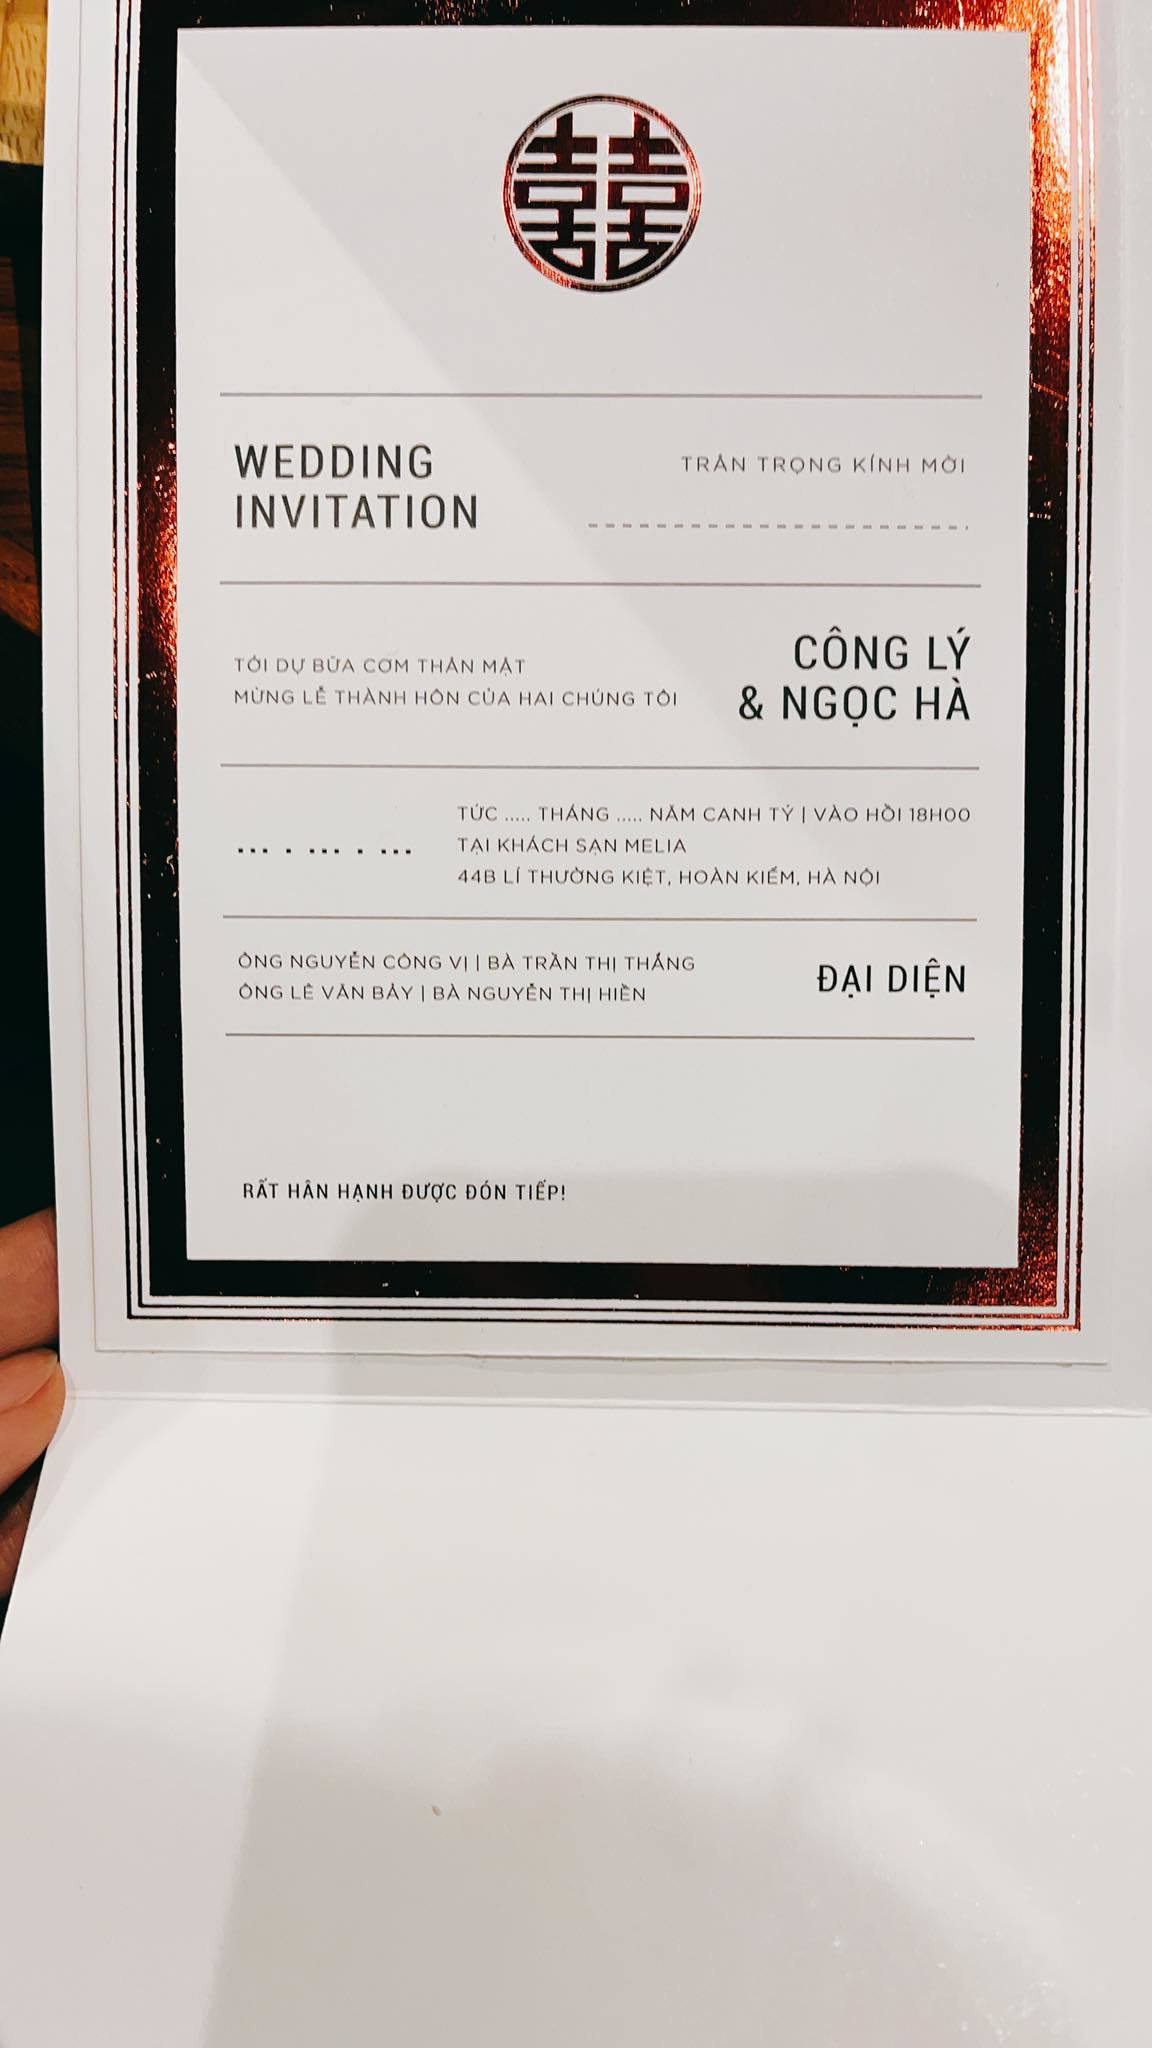 囍
WEDDING
INVITATION
TRÂN TRỌNG KÍNH MỜI
TỚI DỰ BỮA CƠM THÂN MẬT
MỪNG LỄ THÀNH HÔN CỦA HAI CHÚNG TÔI
CÔNG LÝ
& NGỌC HÀ
... . ... . ...
TỨC ..... THÁNG ..... NĂM CANH TÝ | VÀO HỒI 18H00
TẠI KHÁCH SẠN MELIA
44B LÍ THƯỜNG KIỆT, HOÀN KIẾM, HÀ NỘI
ÔNG NGUYỄN CÔNG VỊ | BÀ TRẦN THỊ THẮNG
ÔNG LÊ VĂN BẢY | BÀ NGUYỄN THỊ HIỀN
ĐẠI DIỆN
RẤT HÂN HẠNH ĐƯỢC ĐÓN TIẾP!